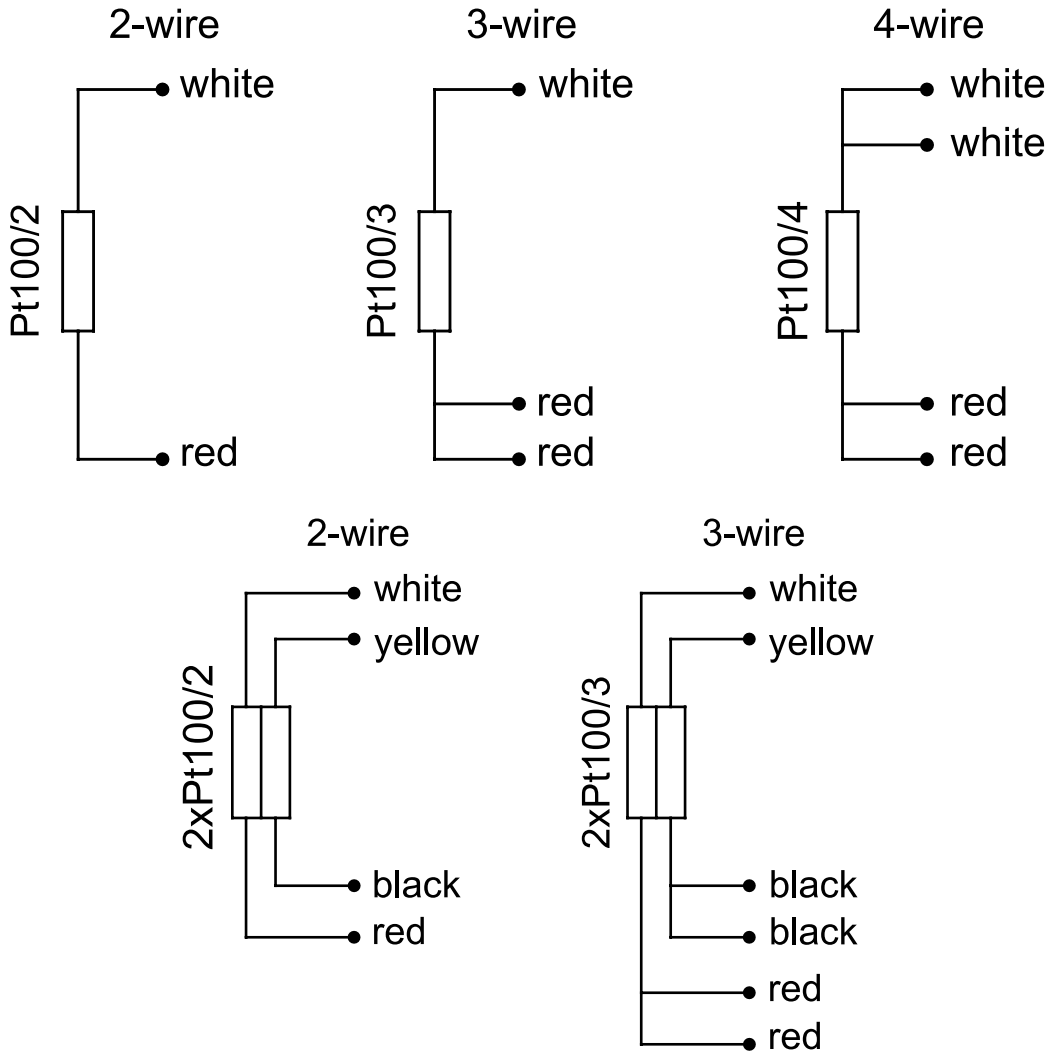 2-wire
white
Pt100/2
red
3-wire
white
Pt100/3
red
red
4-wire
white
white
Pt100/4
red
red
2-wire
white
yellow
2xPt100/2
black
red
3-wire
white
yellow
2xPt100/3
black
black
red
red